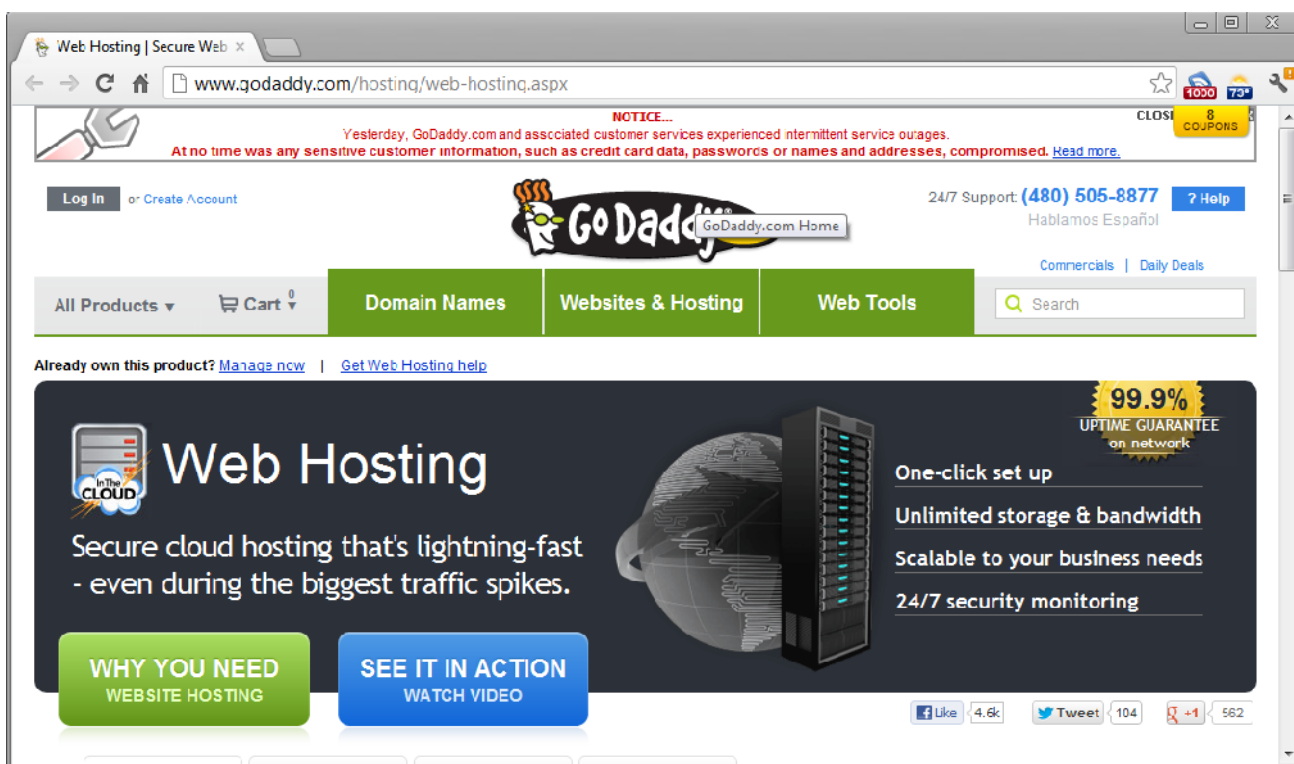 Web Hosting | Secure Web ×
www.godaddy.com/hosting/web-hosting.aspx
1000 73°
NOTICE...
CLOS
8
COUPONS
Yesterday, GoDaddy.com and associated customer services experienced intermittent service outages.
At no time was any sensitive customer information, such as credit card data, passwords or names and addresses, compromised. Read more.
Log In or Create Account
Go Daddy
GoDaddy.com Home
24/7 Support: (480) 505-8877
? Help
Hablamos Español
Commercials | Daily Deals
All Products
Cart 0
Domain Names
Websites & Hosting
Web Tools
Search
Already own this product? Manage now | Get Web Hosting help
99.9%
UPTIME GUARANTEE
on network
In The
CLOUD
Web Hosting
One-click set up
Unlimited storage & bandwidth
Secure cloud hosting that's lightning-fast
- even during the biggest traffic spikes.
Scalable to your business needs
24/7 security monitoring
WHY YOU NEED
WEBSITE HOSTING
SEE IT IN ACTION
WATCH VIDEO
Like 4.6k
Tweet 104
+1 562